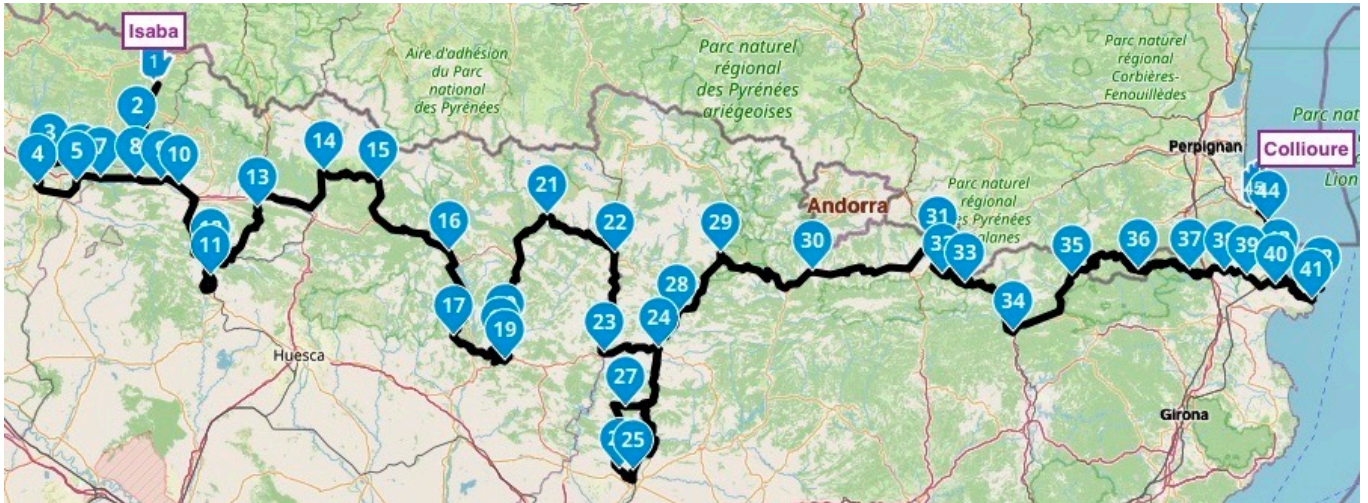 Isaba
1
2
3
4
5
7
8
10
11
13
14
15
16
17
19
21
22
23
24
25
27
28
29
30
31
33
34
35
36
37
39
40
41
44
Aire d'adhésion
du Parc
national
des Pyrénées
Parc naturel
régional
des Pyrénées
ariégeoises
Parc naturel
régional
Corbières-
Fenouillèdes
Perpignan
Collioure
Parc nat
Lion
Andorra
Parc naturel
régional
Pyrénées
Huesca
Girona